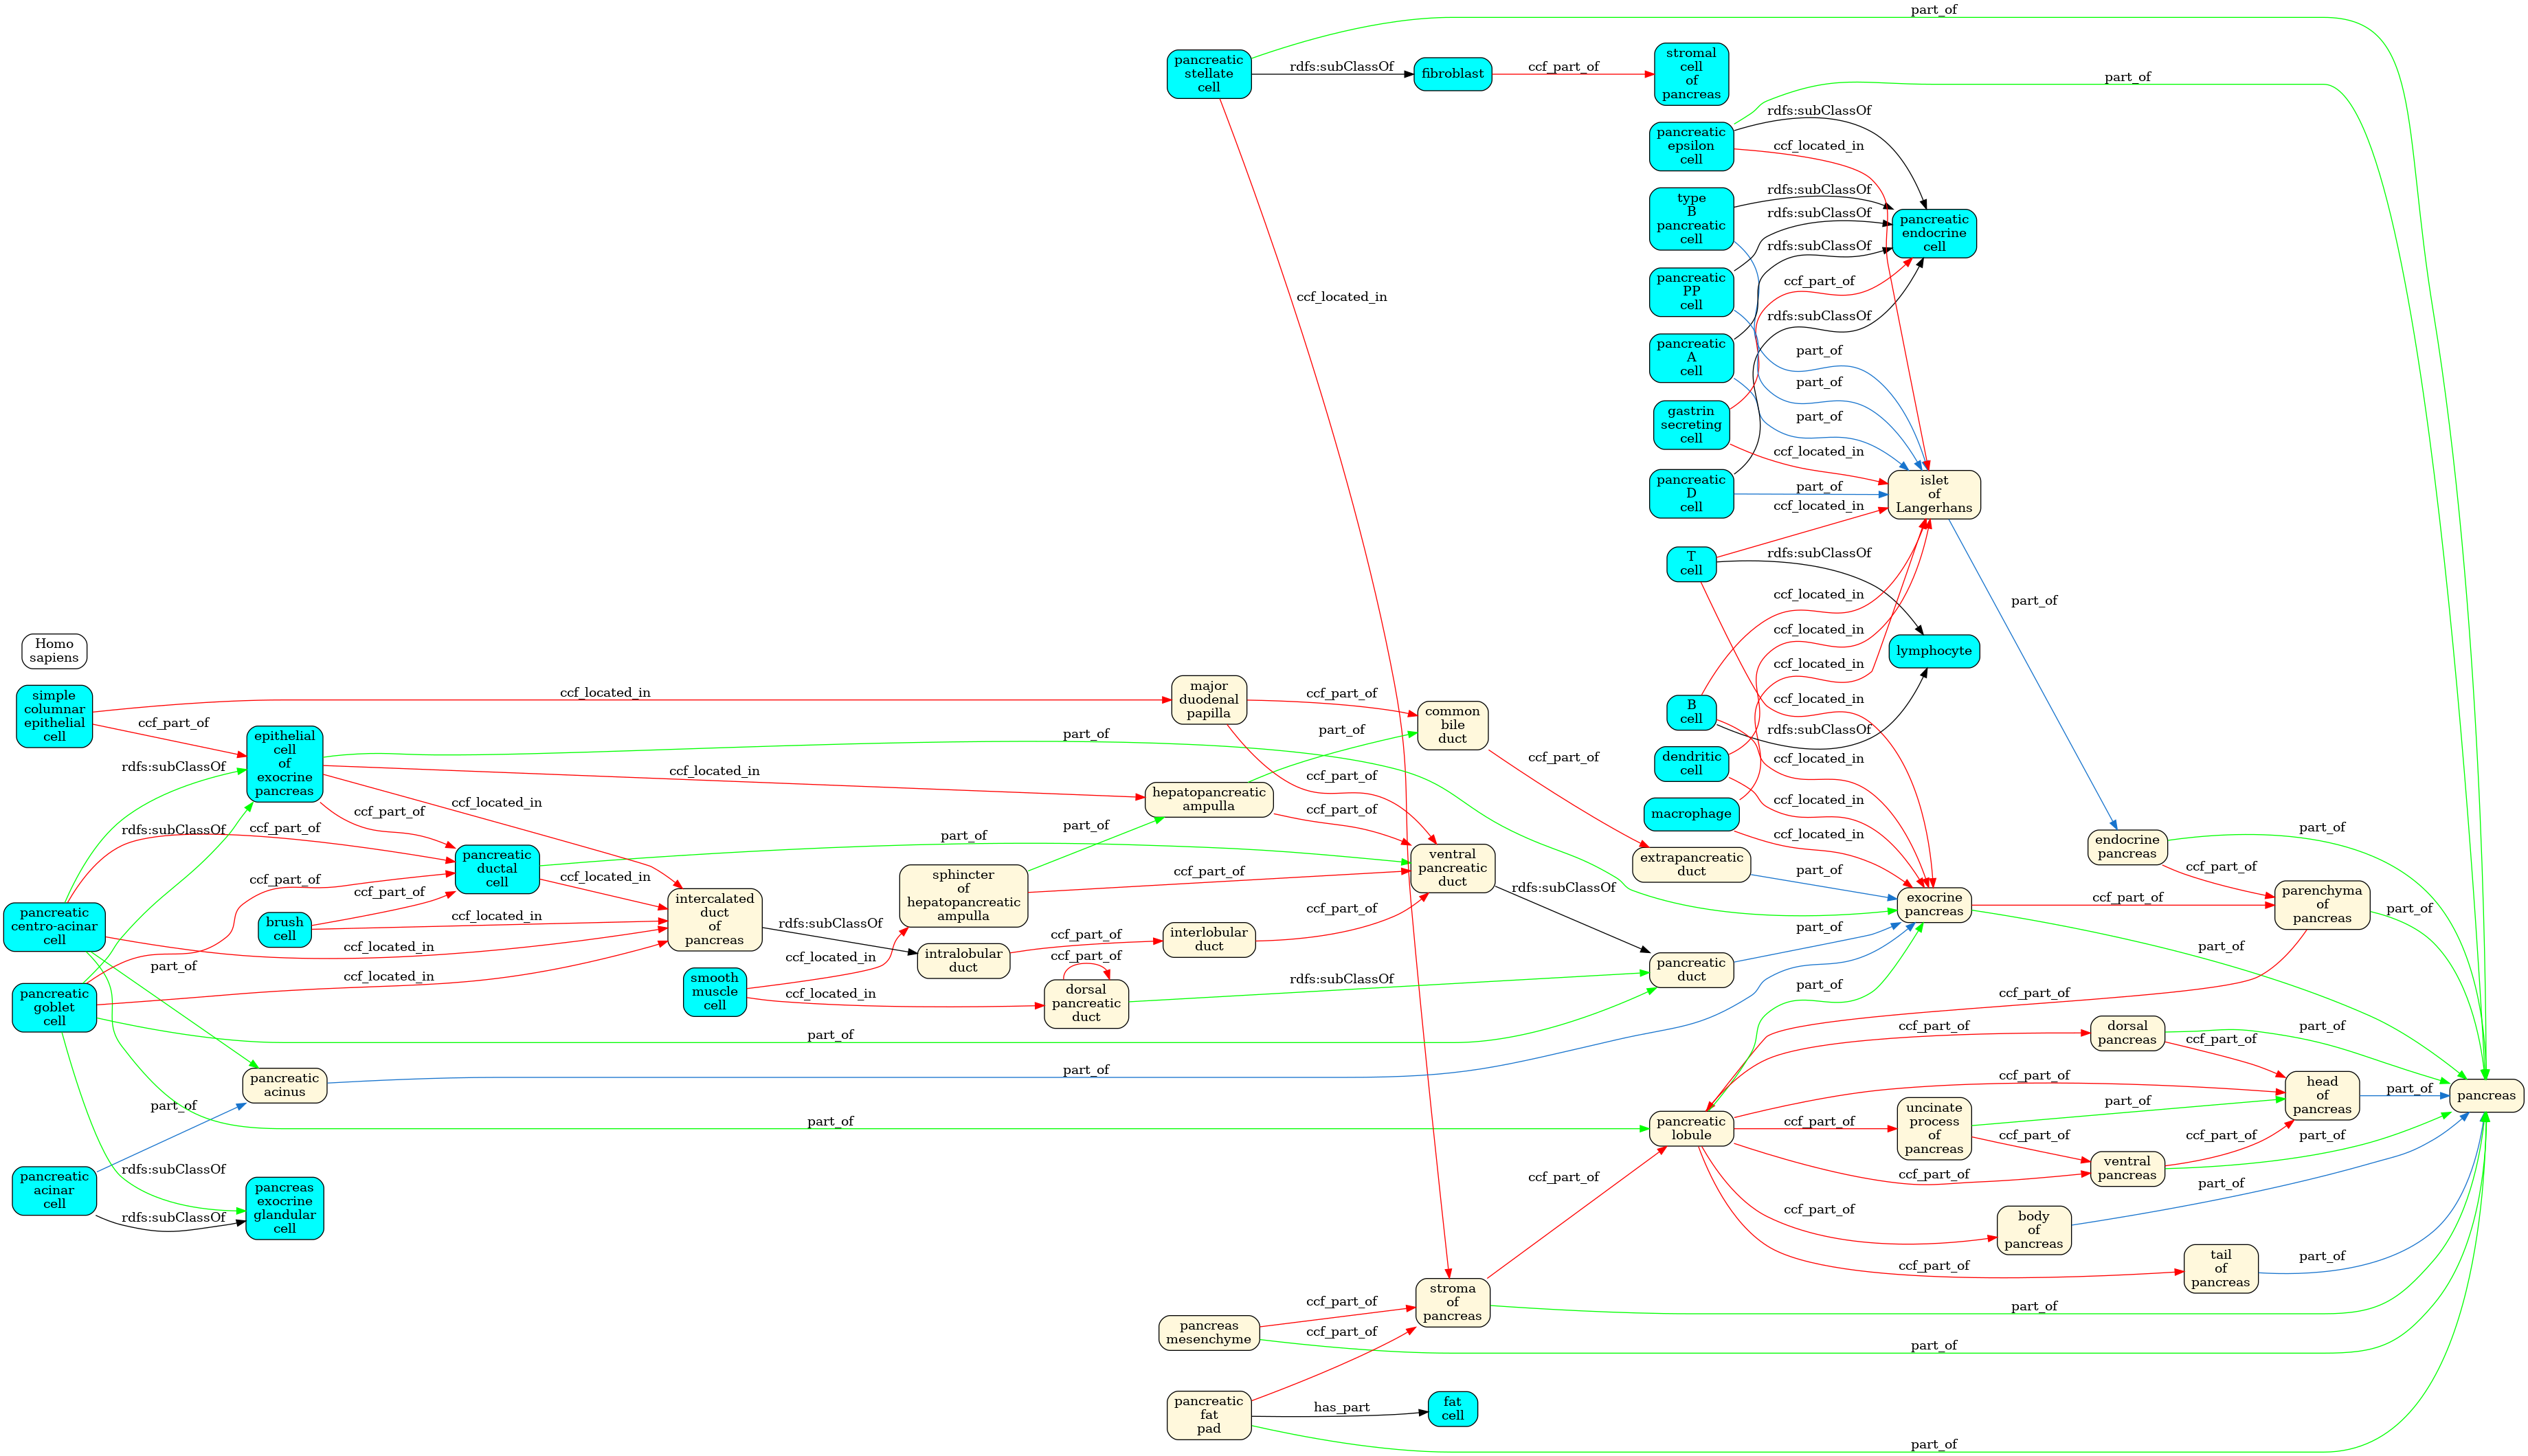 part_of
pancreatic
stellate
cell
rdfs:subClassOf
fibroblast
ccf_part_of
stromal
cell
of
pancreas
part_of
pancreatic
epsilon
cell
rdfs:subClassOf
ccf_located_in
type
B
pancreatic
cell
rdfs:subClassOf
rdfs:subClassOf
pancreatic
endocrine
cell
rdfs:subClassOf
pancreatic
PP
cell
ccf_part_of
ccf_located_in
rdfs:subClassOf
pancreatic
A
cell
part_of
part_of
gastrin
secreting
cell
part_of
ccf_located_in
pancreatic
D
cell
part_of
islet
of
Langerhans
ccf_located_in
T
cell
rdfs:subClassOf
ccf_located_in
part_of
ccf_located_in
lymphocyte
ccf_located_in
ccf_located_in
B
cell
rdfs:subClassOf
ccf_located_in
dendritic
cell
ccf_located_in
macrophage
ccf_located_in
Homo
sapiens
simple
columnar
epithelial
cell
ccf_located_in
ccf_part_of
major
duodenal
papilla
ccf_part_of
common
bile
duct
part_of
ccf_part_of
epithelial
cell
of
exocrine
pancreas
part_of
ccf_located_in
ccf_part_of
rdfs:subClassOf
hepatopancreatic
ampulla
ccf_located_in
ccf_part_of
ccf_part_of
rdfs:subClassOf
ccf_part_of
part_of
part_of
pancreatic
ductal
cell
ventral
pancreatic
duct
extrapancreatic
duct
part_of
endocrine
pancreas
part_of
ccf_part_of
ccf_part_of
ccf_part_of
ccf_located_in
sphincter
of
hepatopancreatic
ampulla
ccf_part_of
rdfs:subClassOf
exocrine
pancreas
ccf_part_of
parenchyma
of
pancreas
part_of
pancreatic
centro-acinar
cell
brush
cell
ccf_located_in
intercalated
duct
of
pancreas
rdfs:subClassOf
ccf_part_of
interlobular
duct
ccf_part_of
part_of
ccf_located_in
intralobular
duct
ccf_located_in
ccf_part_of
pancreatic
duct
part_of
part_of
ccf_located_in
smooth
muscle
cell
ccf_located_in
dorsal
pancreatic
duct
rdfs:subClassOf
part_of
ccf_part_of
pancreatic
goblet
cell
part_of
ccf_part_of
dorsal
pancreas
part_of
ccf_part_of
pancreatic
acinus
part_of
ccf_part_of
head
of
pancreas
part_of
pancreas
part_of
part_of
pancreatic
lobule
ccf_part_of
uncinate
process
of
pancreas
part_of
ccf_part_of
ccf_part_of
part_of
ccf_part_of
ventral
pancreas
pancreatic
acinar
cell
rdfs:subClassOf
rdfs:subClassOf
pancreas
exocrine
glandular
cell
ccf_part_of
part_of
ccf_part_of
body
of
pancreas
ccf_part_of
tail
of
pancreas
part_of
stroma
of
pancreas
part_of
pancreas
mesenchyme
ccf_part_of
ccf_part_of
part_of
pancreatic
fat
pad
has_part
fat
cell
part_of